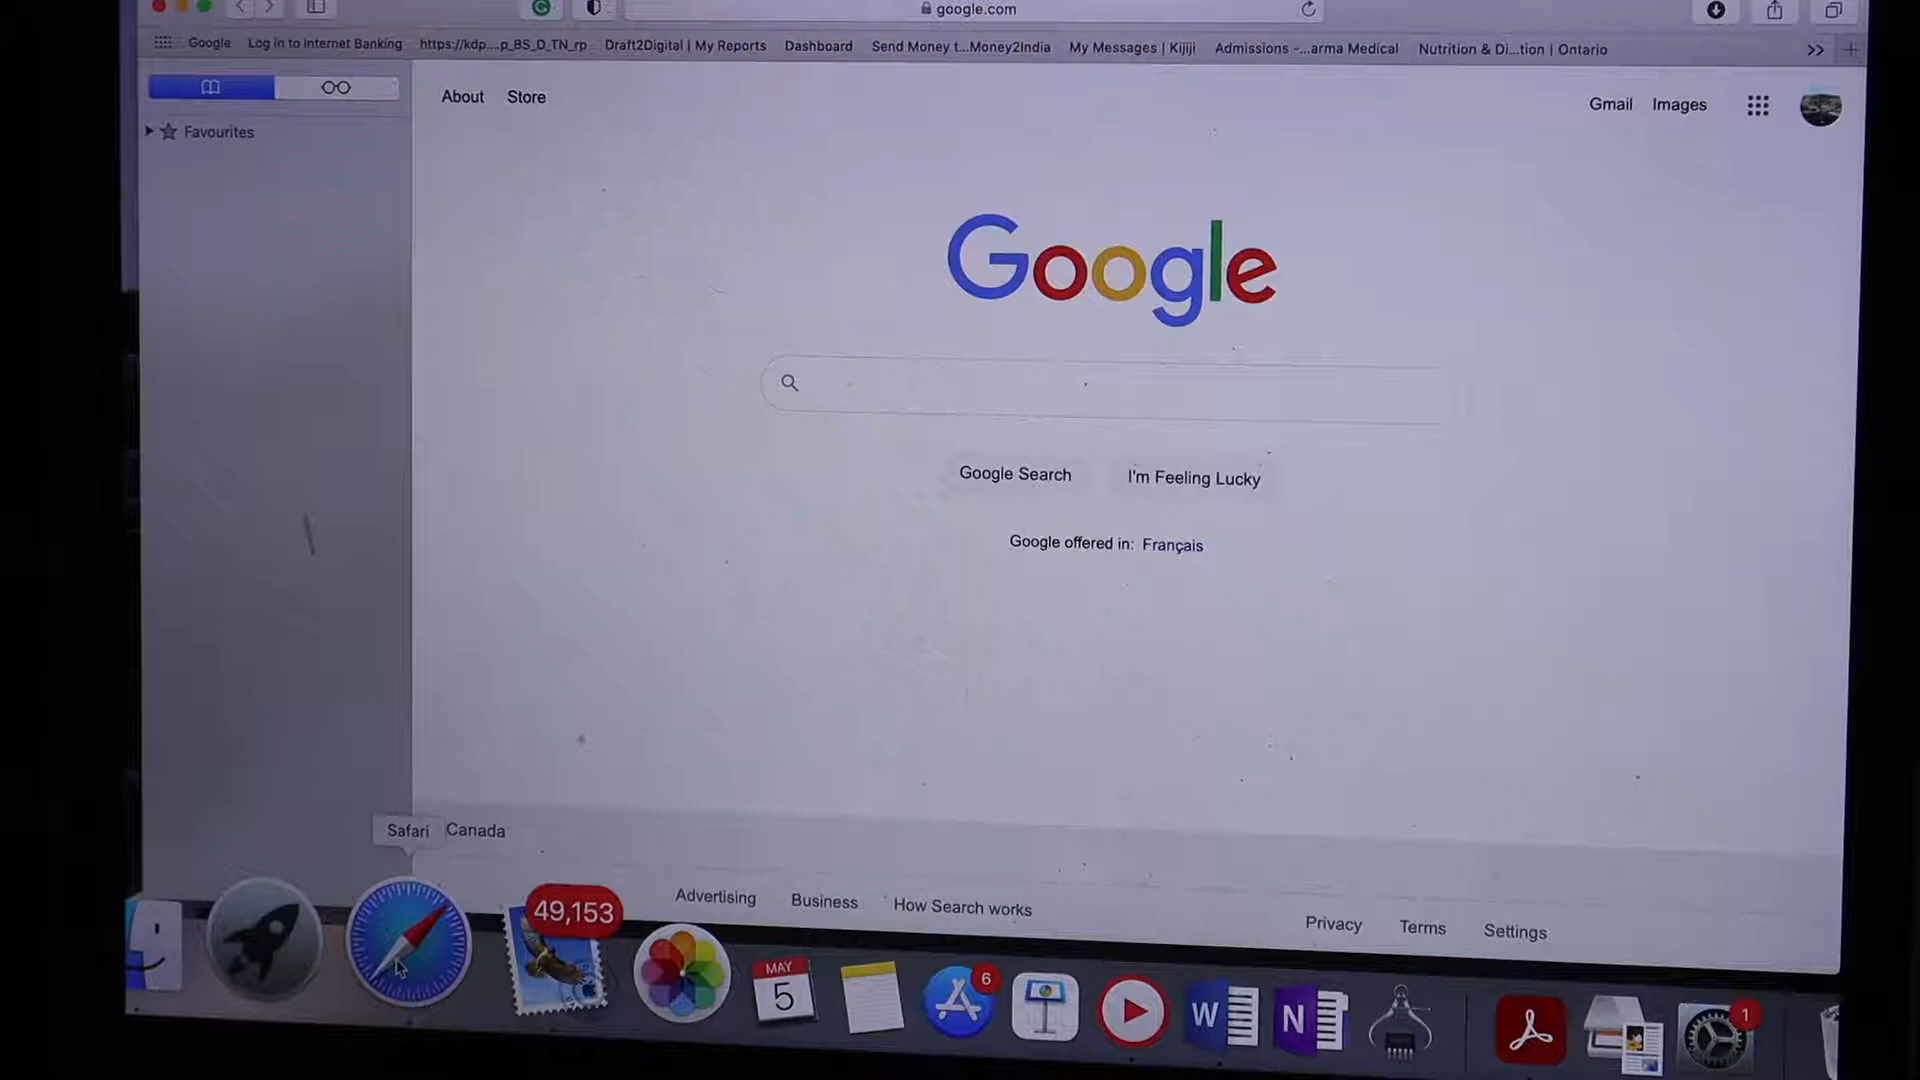 google.com
Google Log in to Internet Banking https://kdp....p_BS_D_TN_rp Draft2Digital | My Reports Dashboard Send Money t...Money2India My Messages | Kijiji Admissions -...arma Medical Nutrition & Di...tion | Ontario >>
About Store Gmail Images
Favourites
Google
Google Search I'm Feeling Lucky
Google offered in: Français
Safari Canada
Advertising Business How Search works Privacy Terms Settings
49,153
MAY
5
6
W
N
1